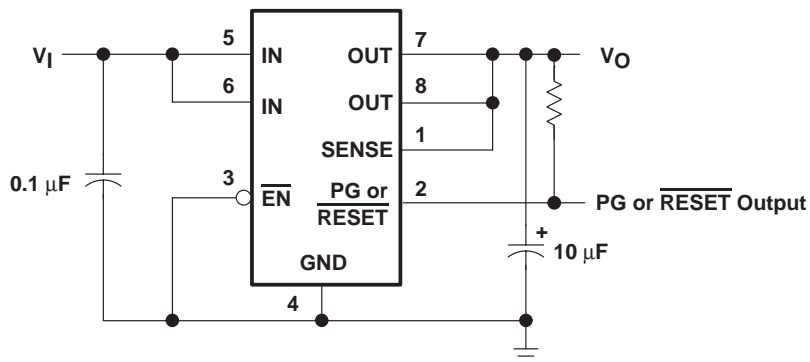 VI
5
IN
OUT
7
VO
6
IN
OUT
8
SENSE
1
0.1 μF
3
EN
PG or
RESET
2
PG or RESET Output
GND
+
10 μF
4